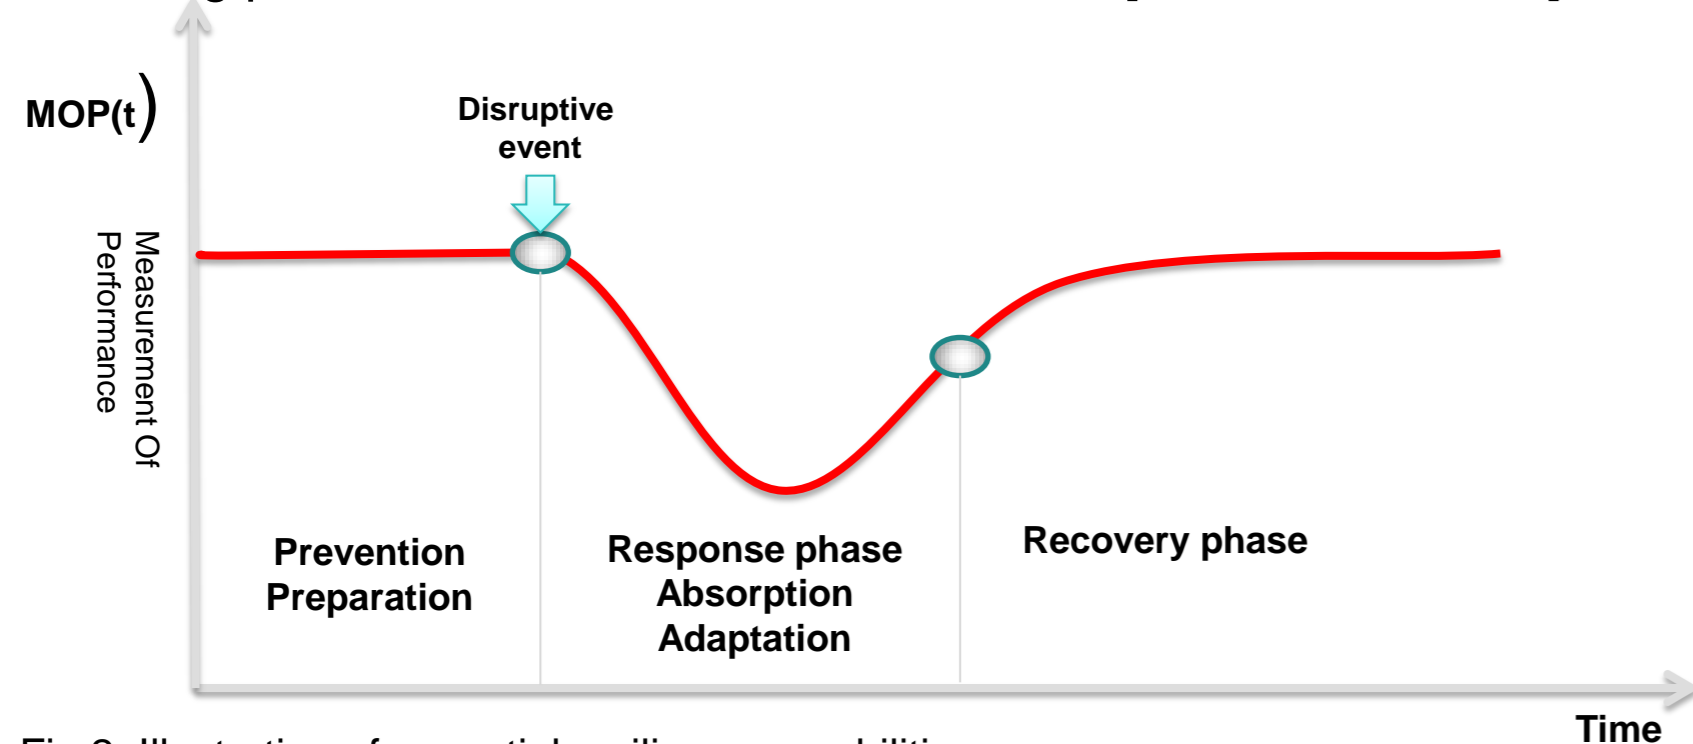 MOP(t)
Disruptive
event
Measurement Of
Performance
Prevention
Preparation
Response phase
Absorption
Adaptation
Recovery phase
Time